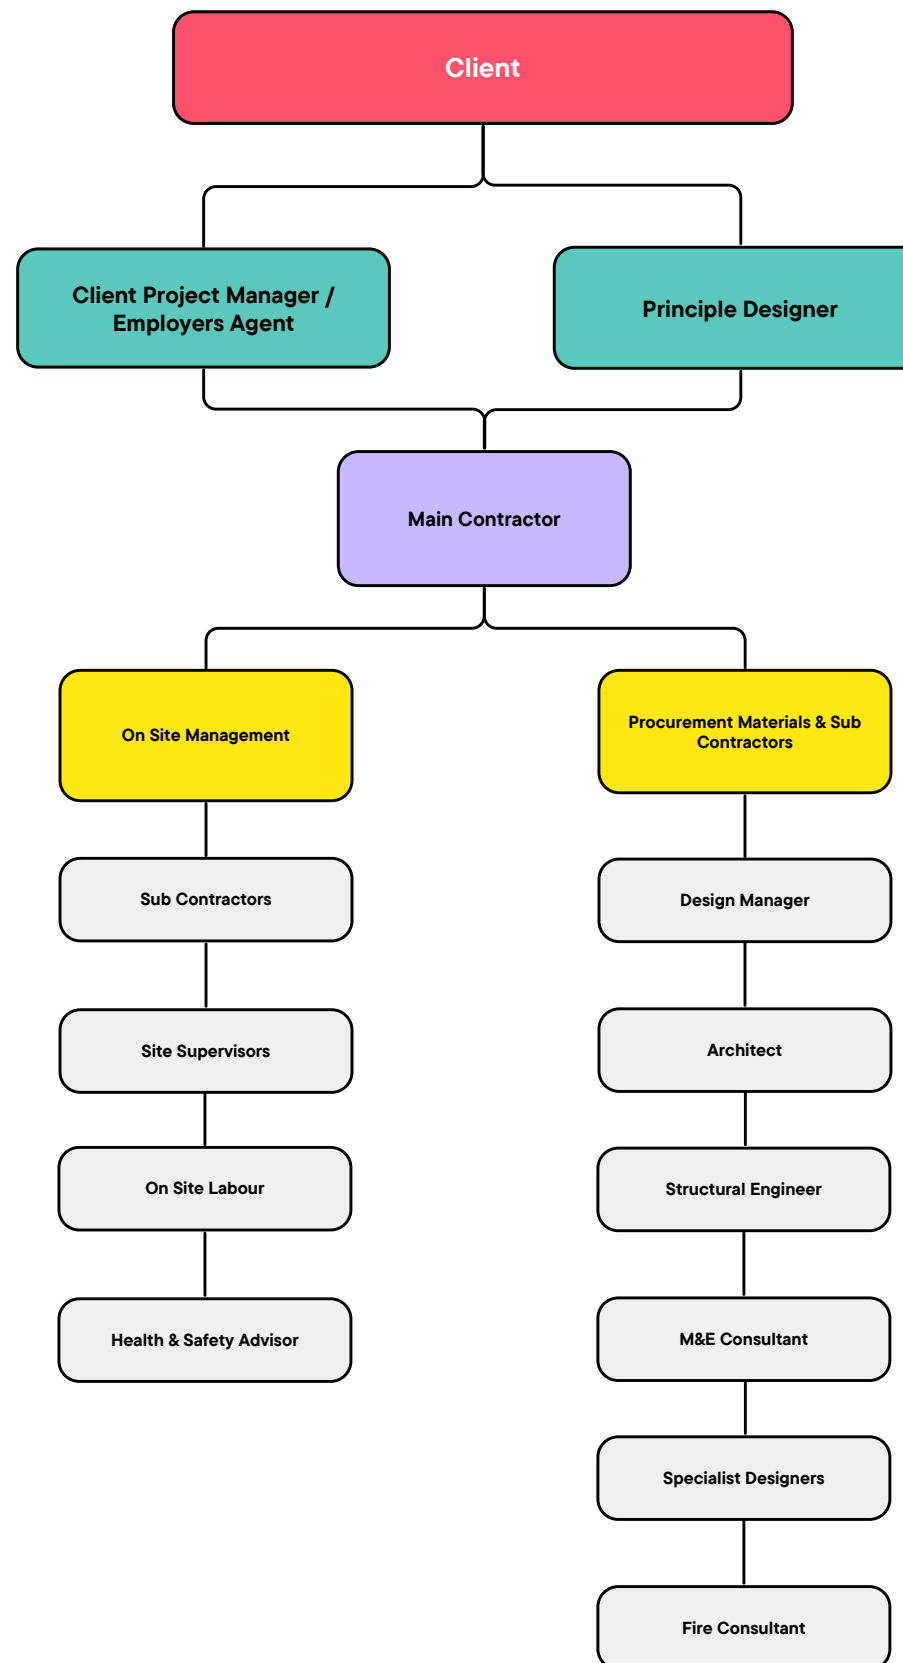 Client
Client Project Manager /
Employers Agent
Principle Designer
Main Contractor
On Site Management
Procurement Materials & Sub
Contractors
Sub Contractors
Design Manager
Site Supervisors
Architect
On Site Labour
Structural Engineer
Health & Safety Advisor
M&E Consultant
Specialist Designers
Fire Consultant